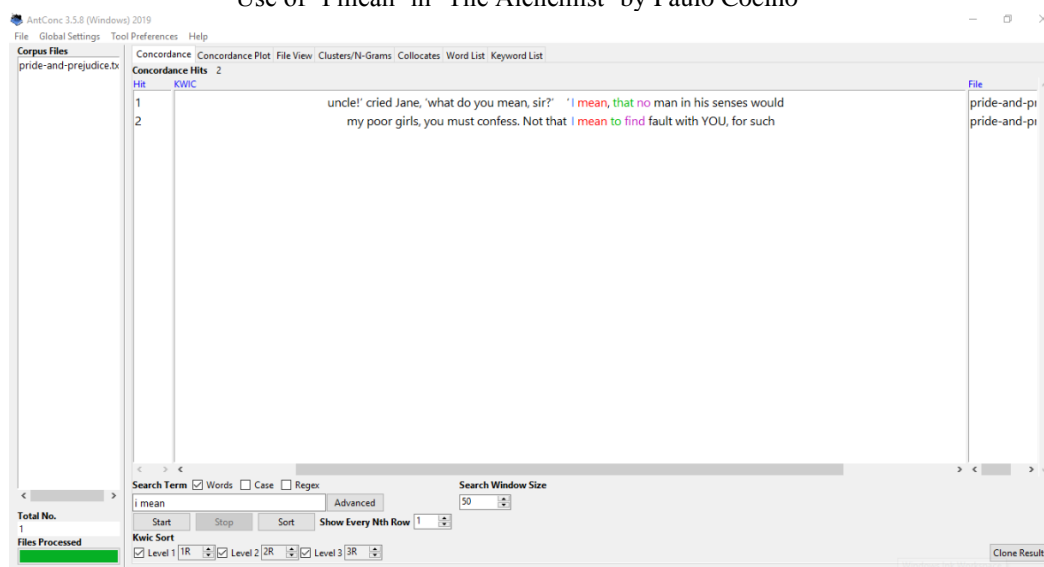 Use of "I mean" in "The Alchemist" by Paulo Coelho
AntConc 3.5.8 (Windows) 2019
File Global Settings Tool Preferences Help
Corpus Files
pride-and-prejudice.tx
Concordance Concordance Plot File View Clusters/N-Grams Collocates Word List Keyword List
Concordance Hits 2
Hit KWIC File
1 uncle!' cried Jane, 'what do you mean, sir?' 'I mean, that no man in his senses would pride-and-pr
2 my poor girls, you must confess. Not that I mean to find fault with YOU, for such pride-and-pr
Search Term Words Case Regex Search Window Size
i mean Advanced 50
Start Stop Sort Show Every Nth Row 1
Kwic Sort
Level 1 1R Level 2 2R Level 3 3R
Total No.
1
Files Processed
Clone Result